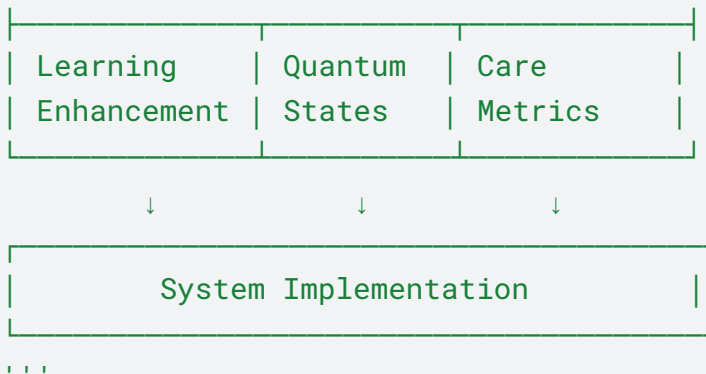 ├──────────────┬───────────┬─────────────┤
│ Learning    │ Quantum  │ Care       │
│ Enhancement │ States   │ Metrics    │
└──────────────┴───────────┴─────────────┘
↓ ↓ ↓
┌────────────────────────────────────────
│        System Implementation         │
└────────────────────────────────────────
'''